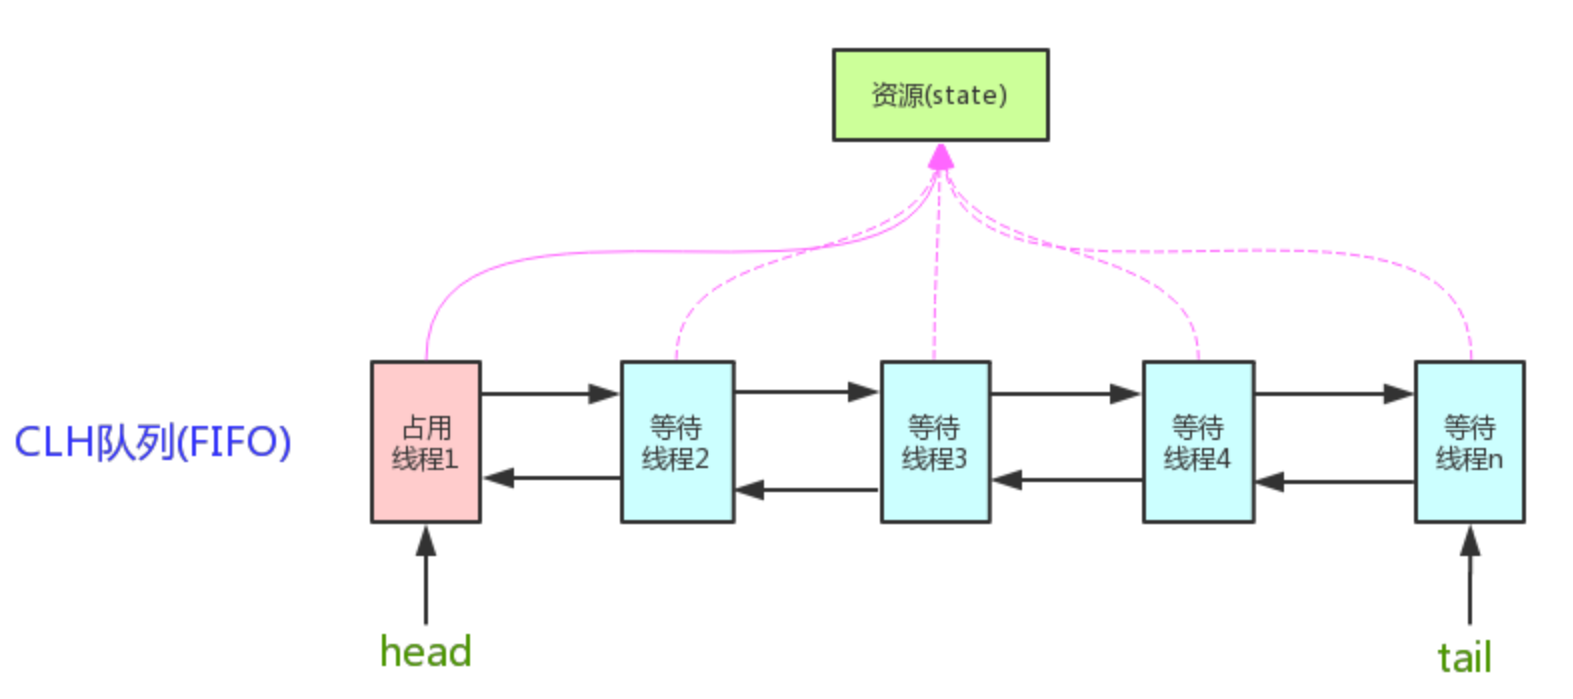 资源(state)
CLH队列(FIFO)
占用
线程1
等待
线程2
等待
线程3
等待
线程4
等待
线程n
head
tail